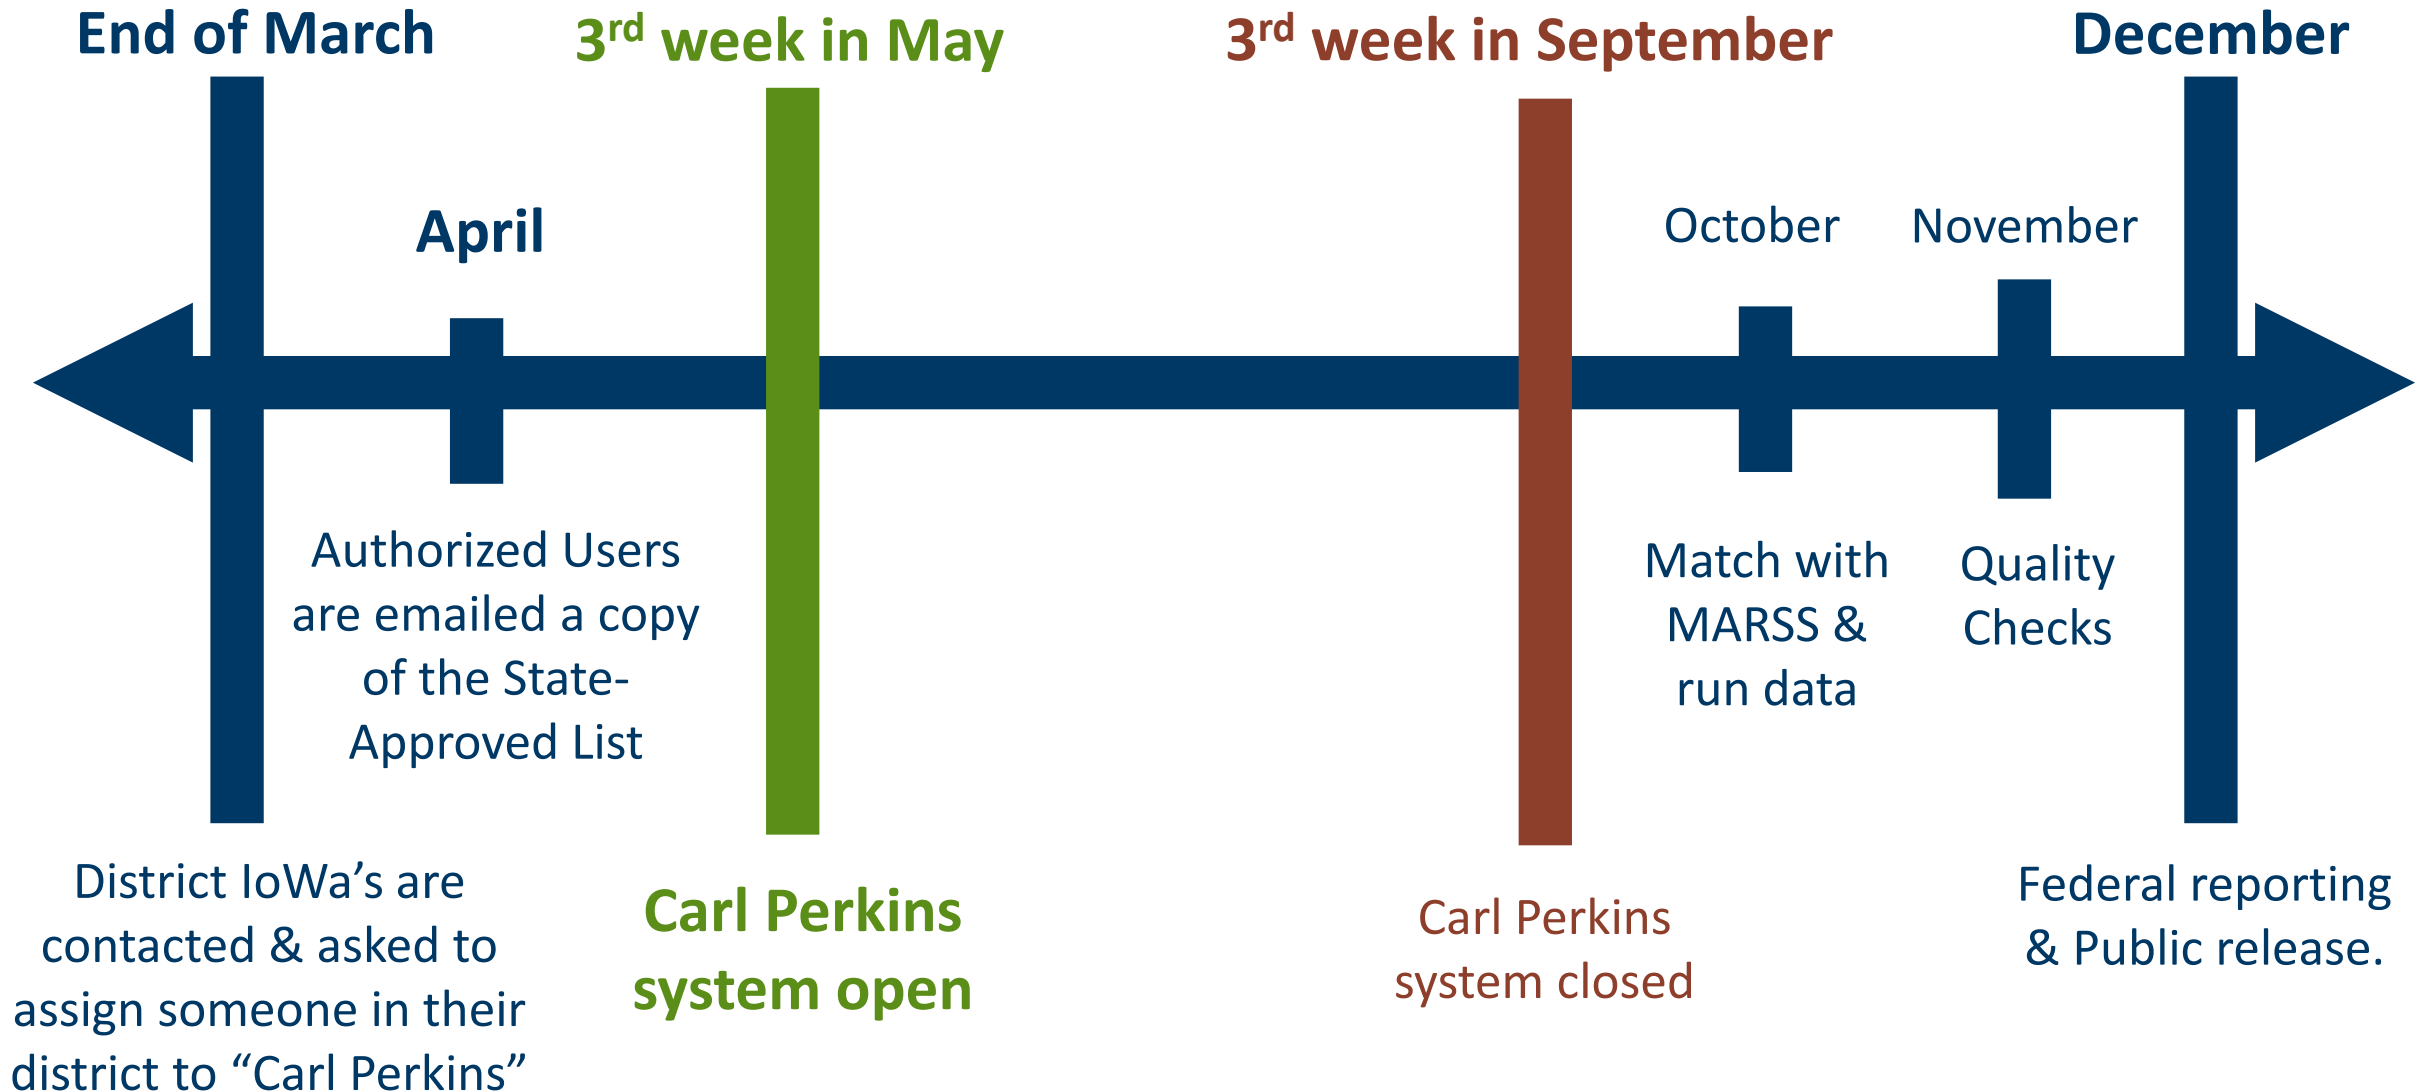 End of March
3rd week in May
3rd week in September
December
April
October
November
Authorized Users
are emailed a copy
of the State-
Approved List
Match with
MARSS &
run data
Quality
Checks
District IoWa’s are
contacted & asked to
assign someone in their
district to “Carl Perkins”
Carl Perkins
system open
Carl Perkins
system closed
Federal reporting
& Public release.